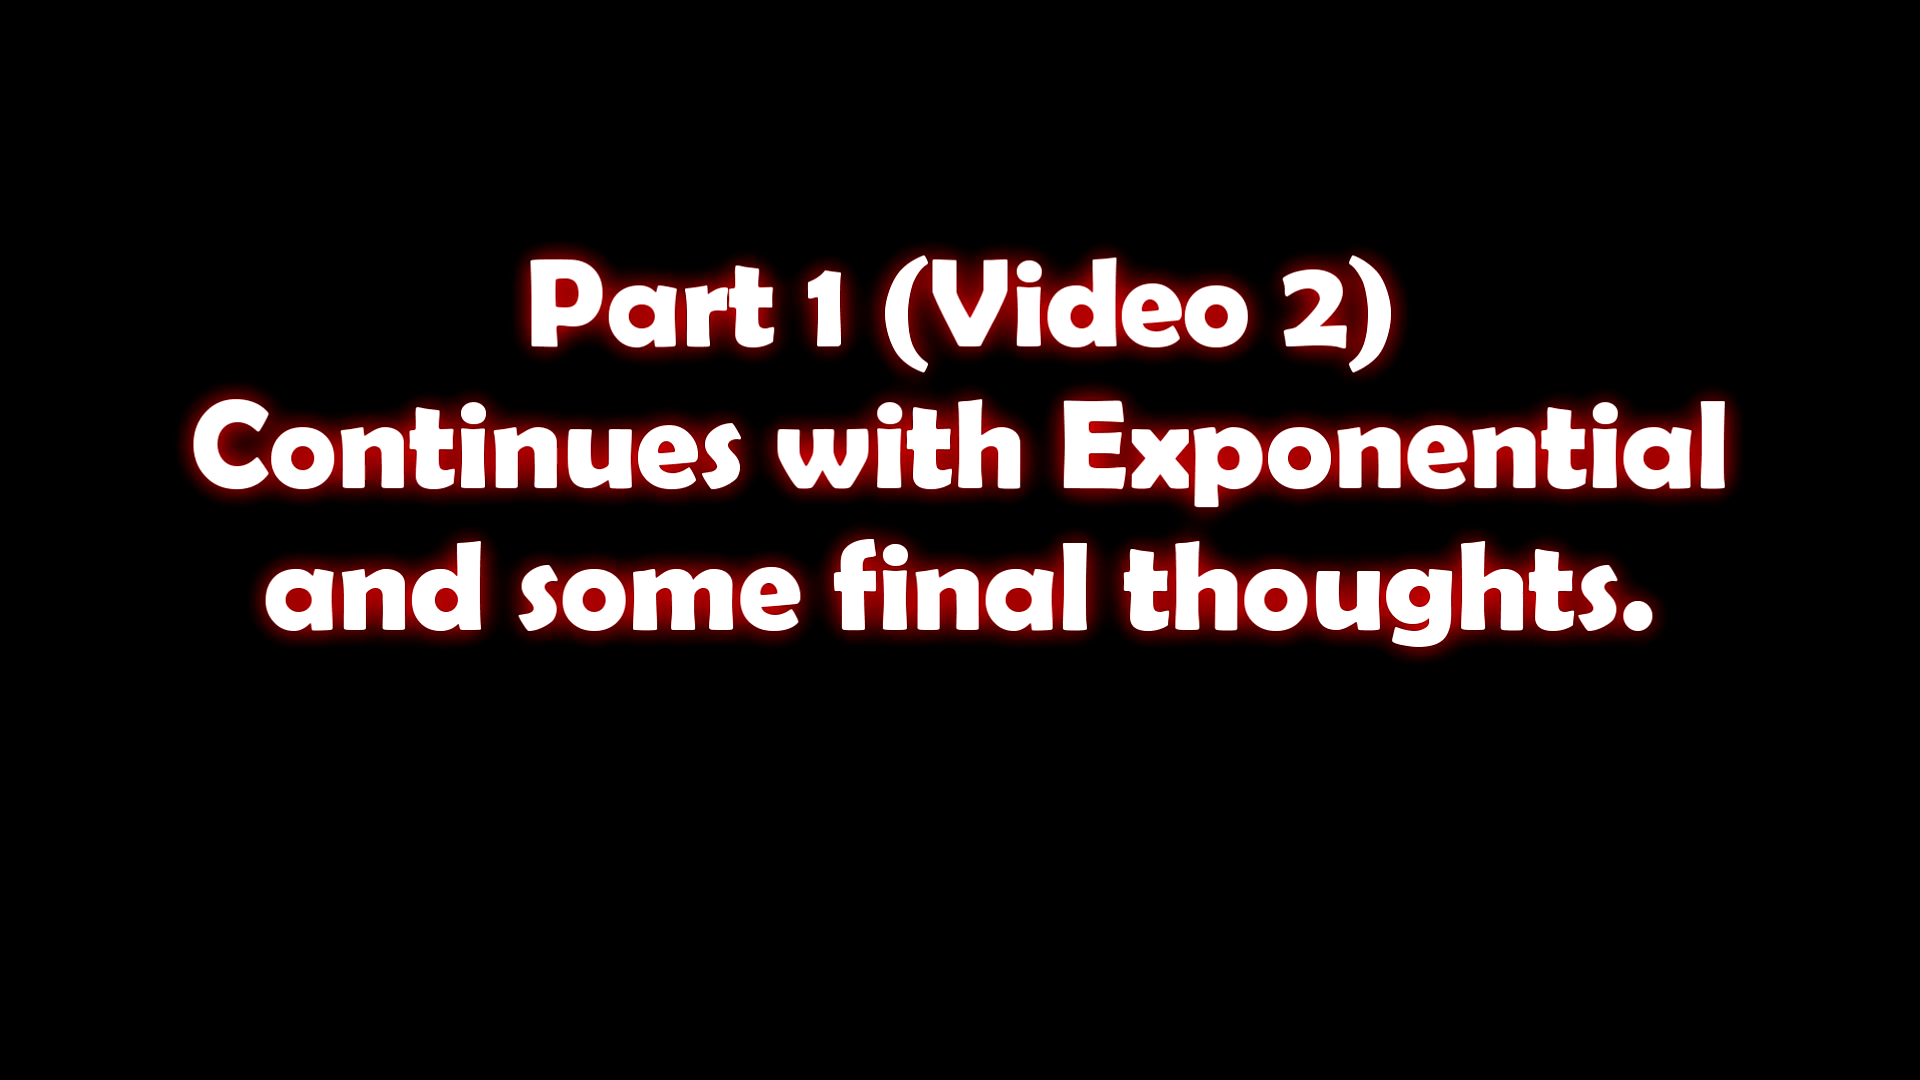 Part 1 (Video 2)
Continues with Exponential
and some final thoughts.